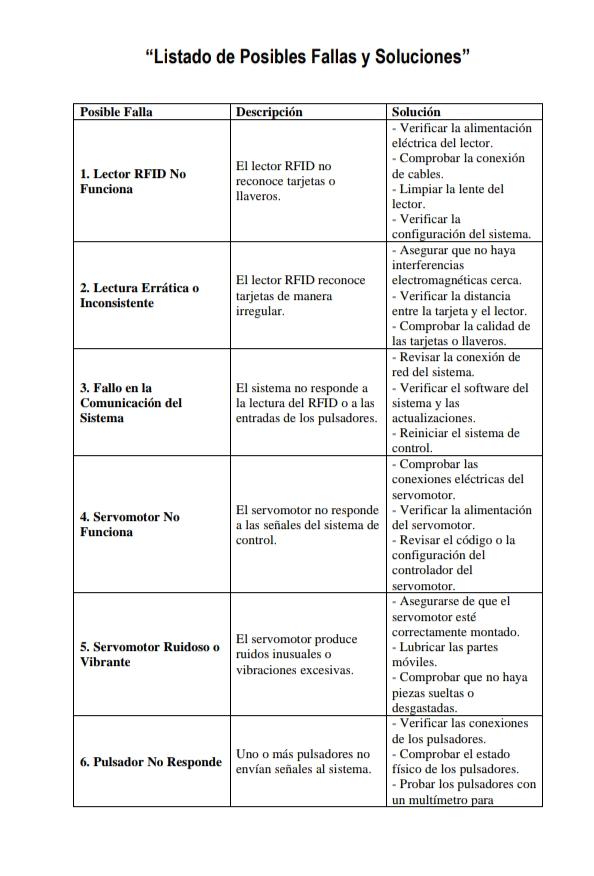 “Listado de Posibles Fallas y Soluciones”
Posible Falla
Descripción
Solución
1. Lector RFID No
Funciona
El lector RFID no
reconoce tarjetas o
llaveros.
- Verificar la alimentación
eléctrica del lector.
- Comprobar la conexión
de cables.
- Limpiar la lente del
lector.
- Verificar la
configuración del sistema.
2. Lectura Errática o
Inconsistente
El lector RFID reconoce
tarjetas de manera
irregular.
- Asegurar que no haya
interferencias
electromagnéticas cerca.
- Verificar la distancia
entre la tarjeta y el lector.
- Comprobar la calidad de
las tarjetas o llaveros.
3. Fallo en la
Comunicación del
Sistema
El sistema no responde a
la lectura del RFID o a las
entradas de los pulsadores.
- Revisar la conexión de
red del sistema.
- Verificar el software del
sistema y las
actualizaciones.
- Reiniciar el sistema de
control.
4. Servomotor No
Funciona
El servomotor no responde
a las señales del sistema de
control.
- Comprobar las
conexiones eléctricas del
servomotor.
- Verificar la alimentación
del servomotor.
- Revisar el código o la
configuración del
controlador del
servomotor.
5. Servomotor Ruidoso o
Vibrante
El servomotor produce
ruidos inusuales o
vibraciones excesivas.
- Asegurarse de que el
servomotor esté
correctamente montado.
- Lubricar las partes
móviles.
- Comprobar que no haya
piezas sueltas o
desgastadas.
6. Pulsador No Responde
Uno o más pulsadores no
envían señales al sistema.
- Verificar las conexiones
de los pulsadores.
- Comprobar el estado
físico de los pulsadores.
- Probar los pulsadores con
un multímetro para